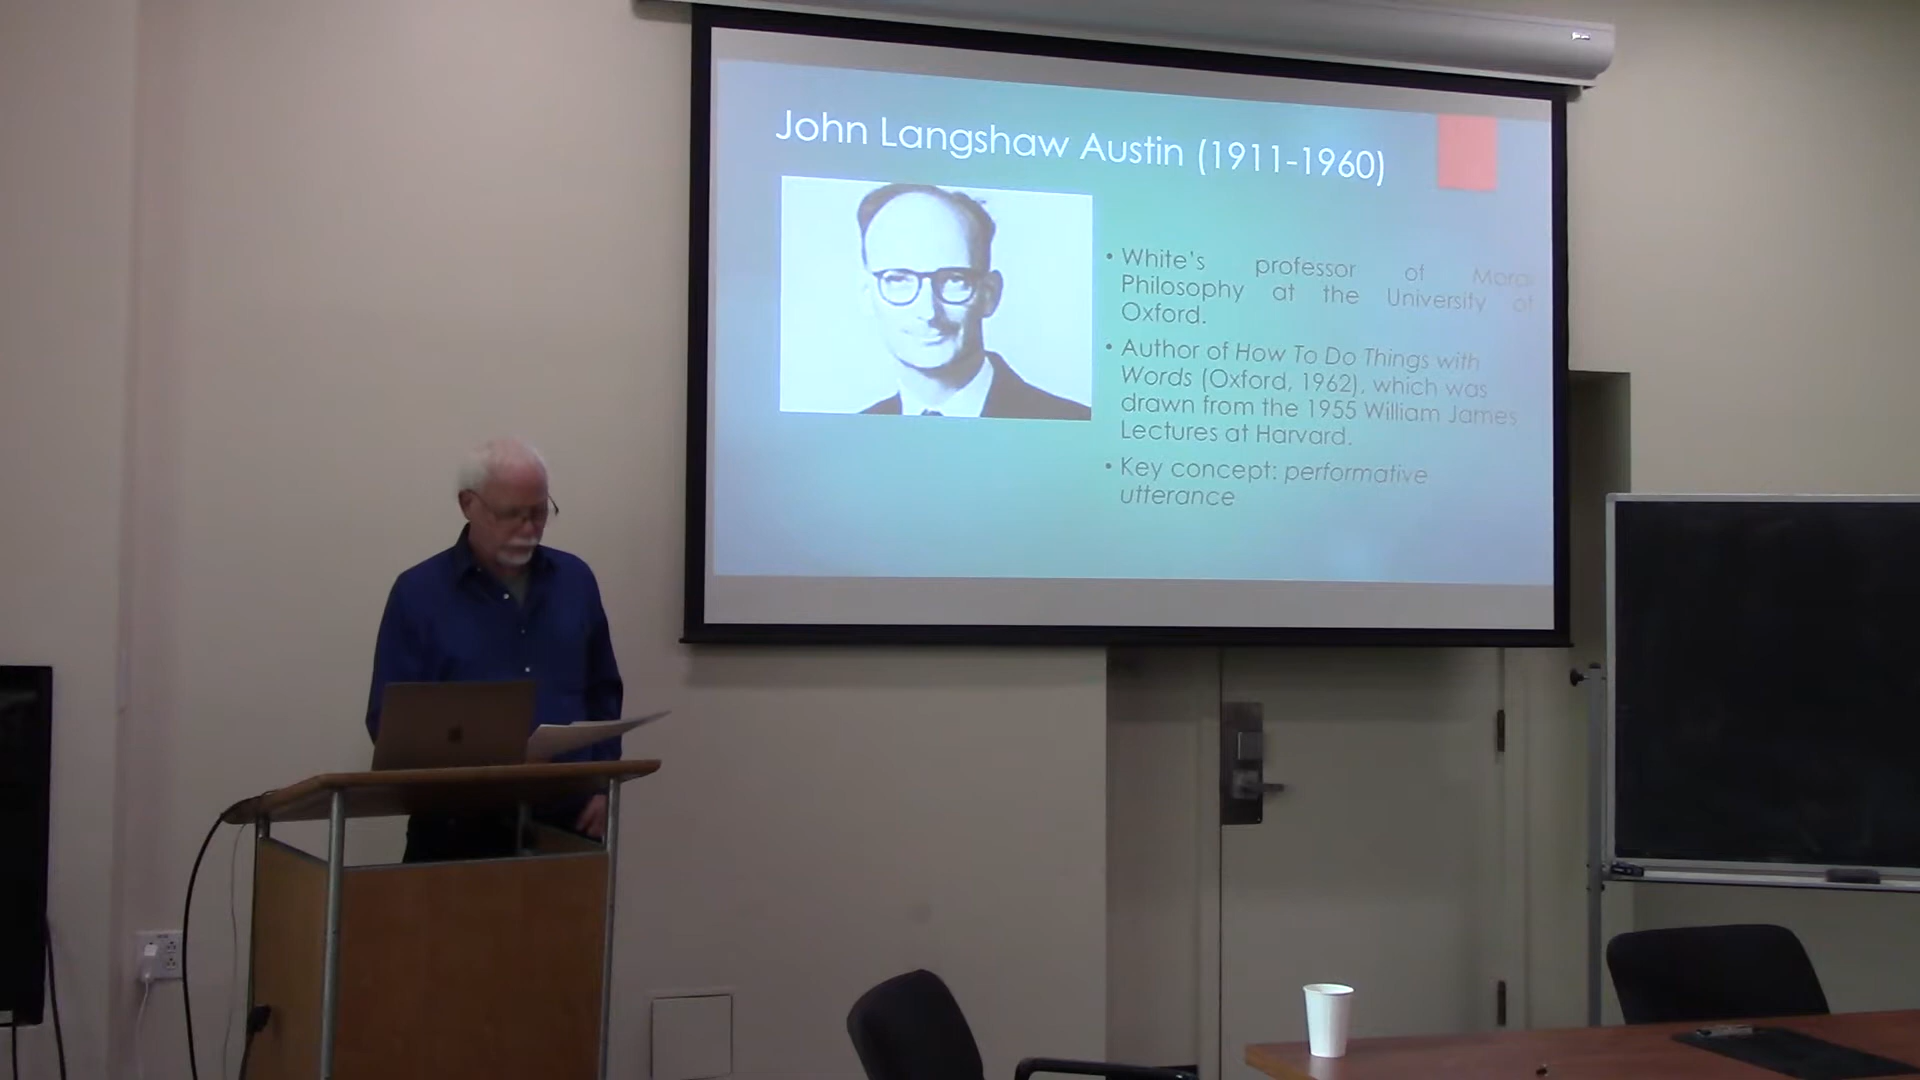 John Langshaw Austin (1911-1960)
• White's professor of Moral
Philosophy at the University of
Oxford.
• Author of How To Do Things with
Words (Oxford, 1962), which was
drawn from the 1955 William James
Lectures at Harvard.
• Key concept: performative
utterance